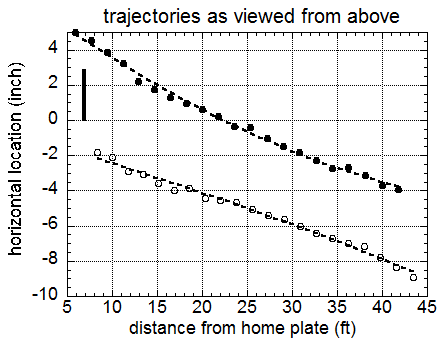 trajectories as viewed from above
horizontal location (inch)
4
2
0
-2
-4
-6
-8
-10
5 10 15 20 25 30 35 40 45
distance from home plate (ft)